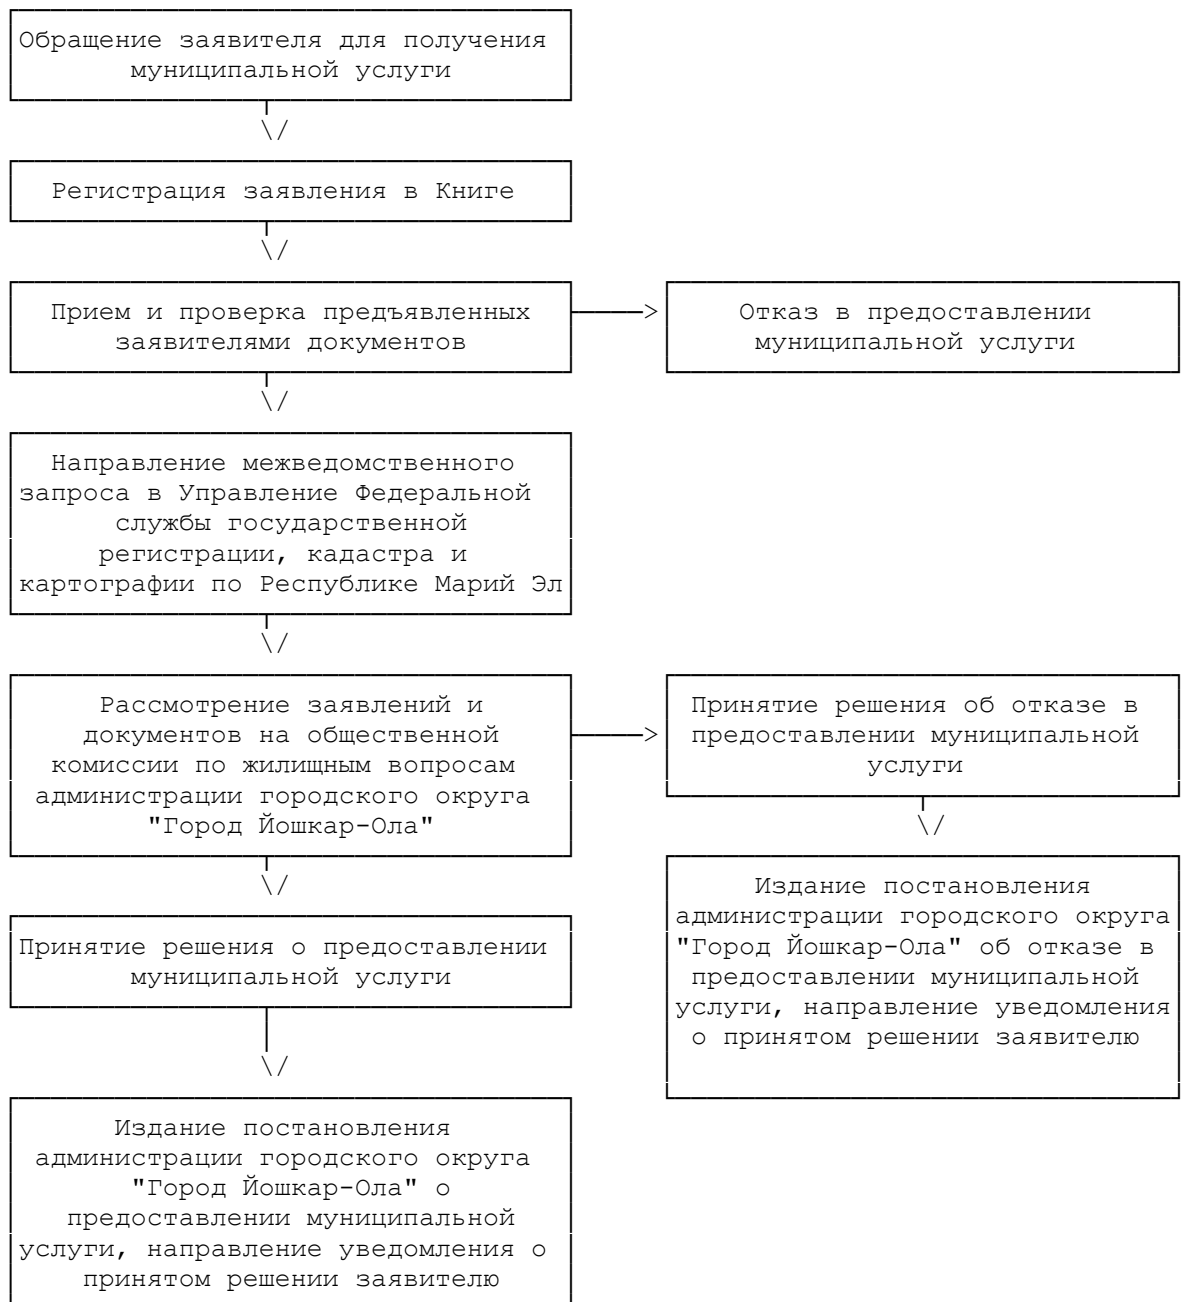 Обращение заявителя для получения
муниципальной услуги
\/
Регистрация заявления в Книге
\/
Прием и проверка предъявленных
заявителями документов
>
Отказ в предоставлении
муниципальной услуги
\/
Направление межведомственного
запроса в Управление Федеральной
службы государственной
регистрации, кадастра и
картографии по Республике Марий Эл
\/
Рассмотрение заявлений и
документов на общественной
комиссии по жилищным вопросам
администрации городского округа
"Город Йошкар-Ола"
>
Принятие решения об отказе в
предоставлении муниципальной
услуги
\/
\/
Издание постановления
администрации городского округа
"Город Йошкар-Ола" об отказе в
предоставлении муниципальной
услуги, направление уведомления
о принятом решении заявителю
Принятие решения о предоставлении
муниципальной услуги
\/
Издание постановления
администрации городского округа
"Город Йошкар-Ола" о
предоставлении муниципальной
услуги, направление уведомления о
принятом решении заявителю